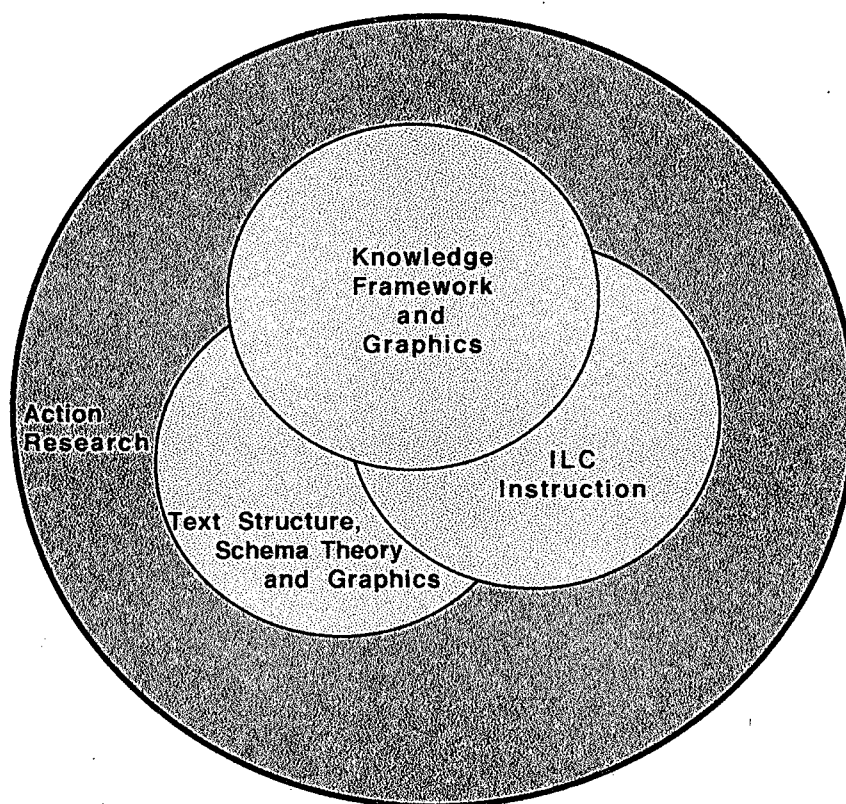 Knowledge
Framework
and
Graphics
Action
Research
ILC
Instruction
Text Structure,
Schema Theory
and Graphics